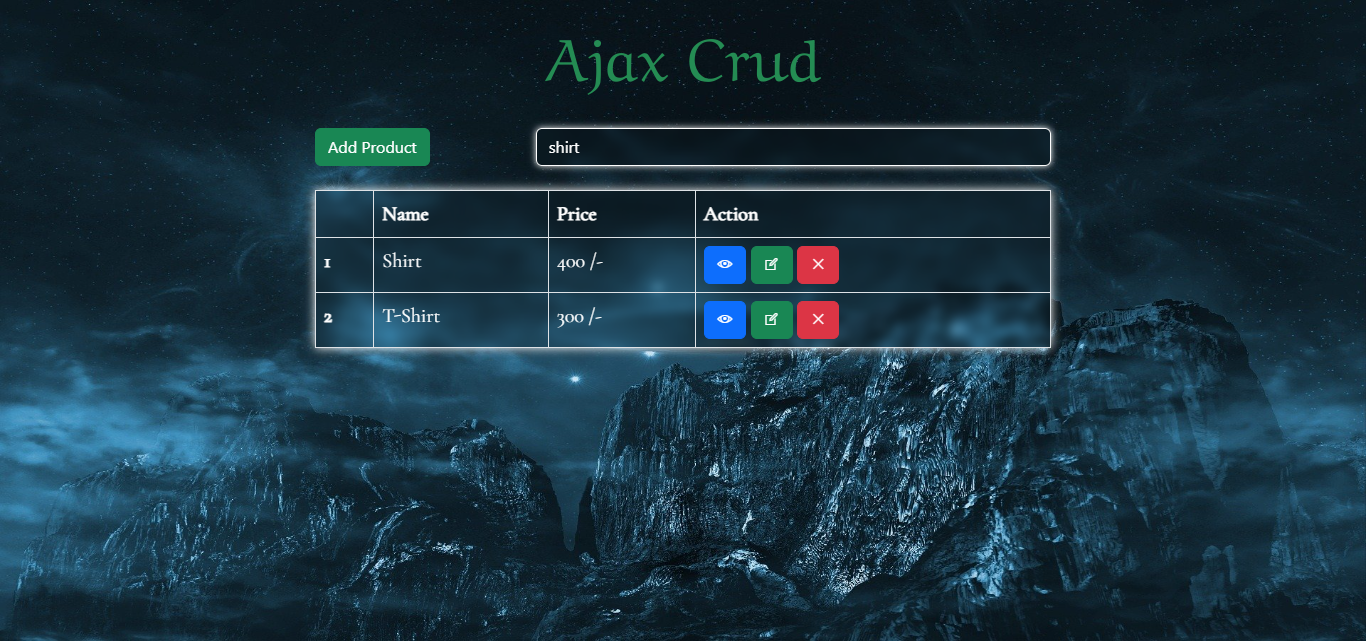 Ajax Crud
Add Product
shirt
Name Price Action
1 Shirt 400 /-
2 T-Shirt 300 /-